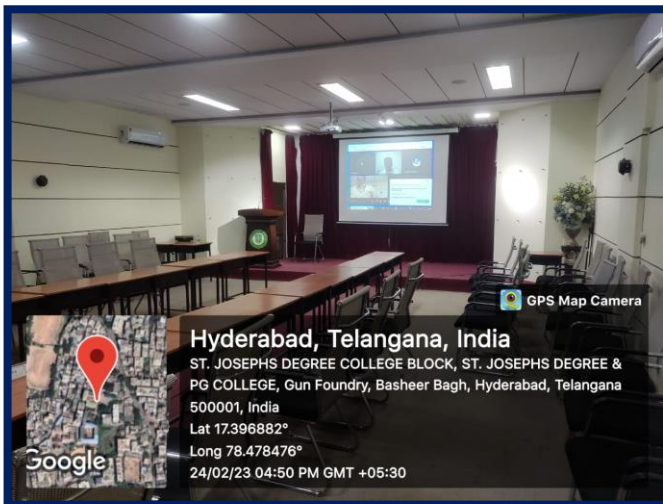 GPS Map Camera
Hyderabad, Telangana, India
ST. JOSEPHS DEGREE COLLEGE BLOCK, ST. JOSEPHS DEGREE &
PG COLLEGE, Gun Foundry, Basheer Bagh, Hyderabad, Telangana
500001, India
Lat 17.396882°
Long 78.478476°
24/02/23 04:50 PM GMT +05:30
Google